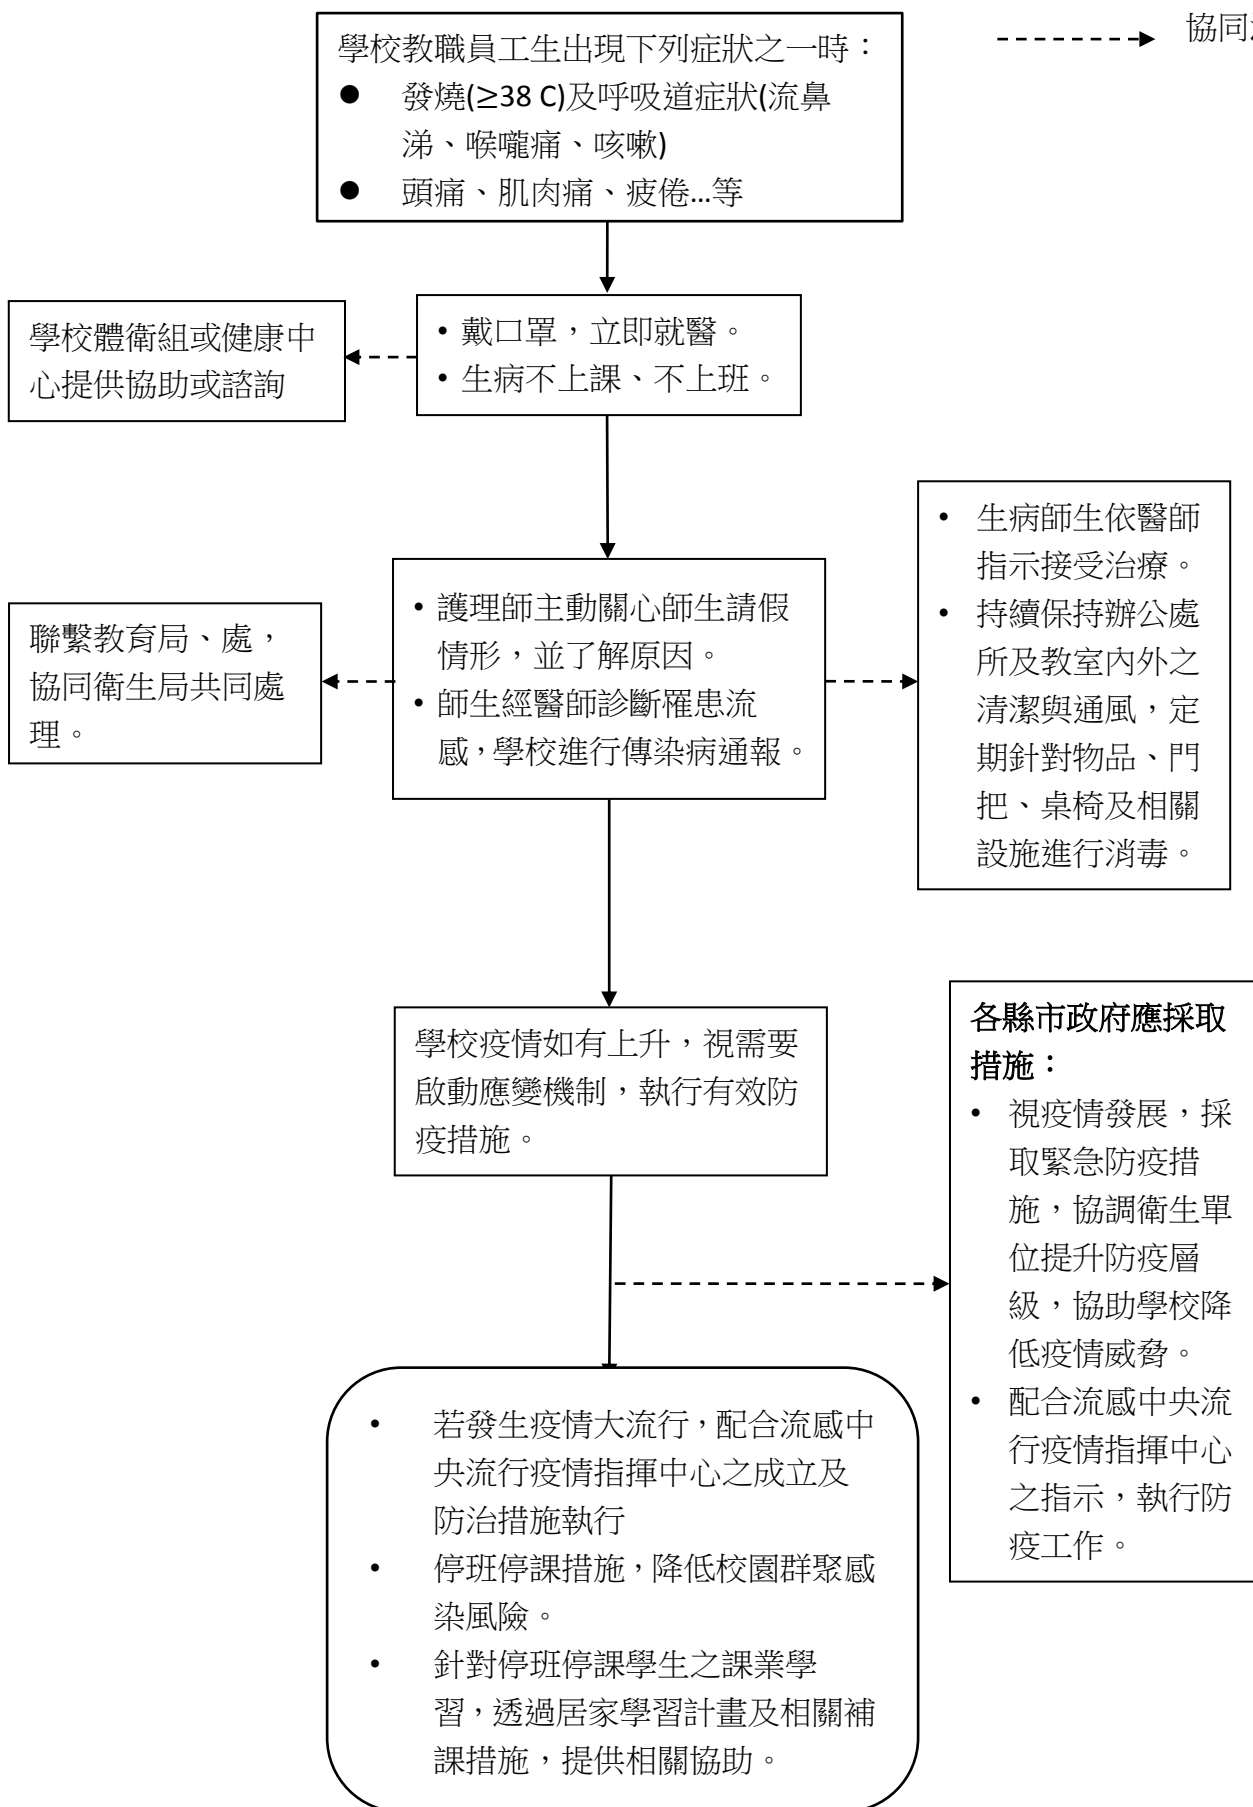 學校教職員工生出現下列症狀之一時：
● 發燒(≥38 C)及呼吸道症狀(流鼻
涕、喉嚨痛、咳嗽)
● 頭痛、肌肉痛、疲倦…等
協同
學校體衛組或健康中
心提供協助或諮詢
• 戴口罩，立即就醫。
• 生病不上課、不上班。
聯繫教育局、處，
協同衛生局共同處
理。
• 護理師主動關心師生請假
情形，並了解原因。
• 師生經醫師診斷罹患流
感，學校進行傳染病通報。
• 生病師生依醫師
指示接受治療。
• 持續保持辦公處
所及教室內外之
清潔與通風，定
期針對物品、門
把、桌椅及相關
設施進行消毒。
學校疫情如有上升，視需要
啟動應變機制，執行有效防
疫措施。
各縣市政府應採取
措施：
• 視疫情發展，採
取緊急防疫措
施，協調衛生單
位提升防疫層
級，協助學校降
低疫情威脅。
• 配合流感中央流
行疫情指揮中心
之指示，執行防
疫工作。
• 若發生疫情大流行，配合流感中
央流行疫情指揮中心之成立及
防治措施執行
• 停班停課措施，降低校園群聚感
染風險。
• 針對停班停課學生之課業學
習，透過居家學習計畫及相關補
課措施，提供相關協助。